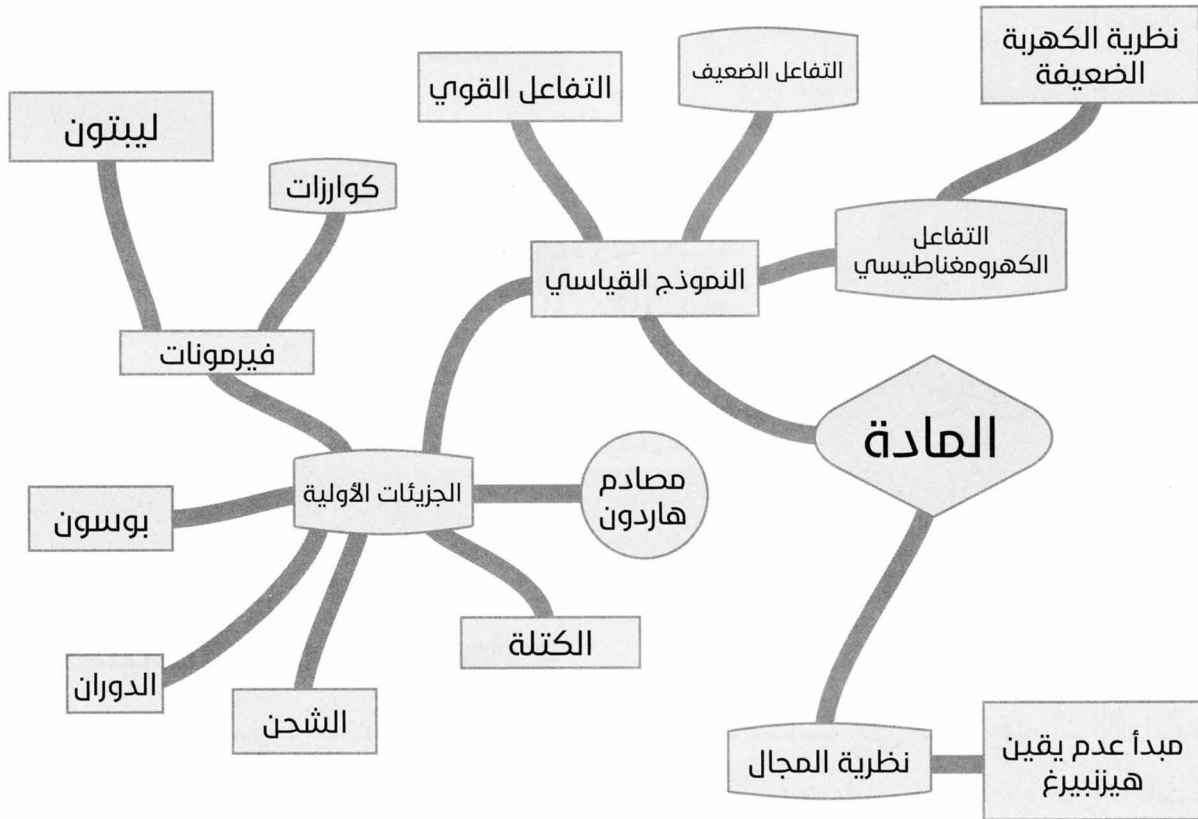 نظرية الكهربة
الضعيفة
التفاعل الضعيف
التفاعل القوي
ليبتون
كوارزات
التفاعل
الكهرومغناطيسي
النموذج القياسي
فيرمونات
المادة
مصادم
هاردون
الجزيئات الأولية
بوسون
الكتلة
الدوران
الشحن
نظرية المجال
مبدأ عدم يقين
هيزنبيرغ